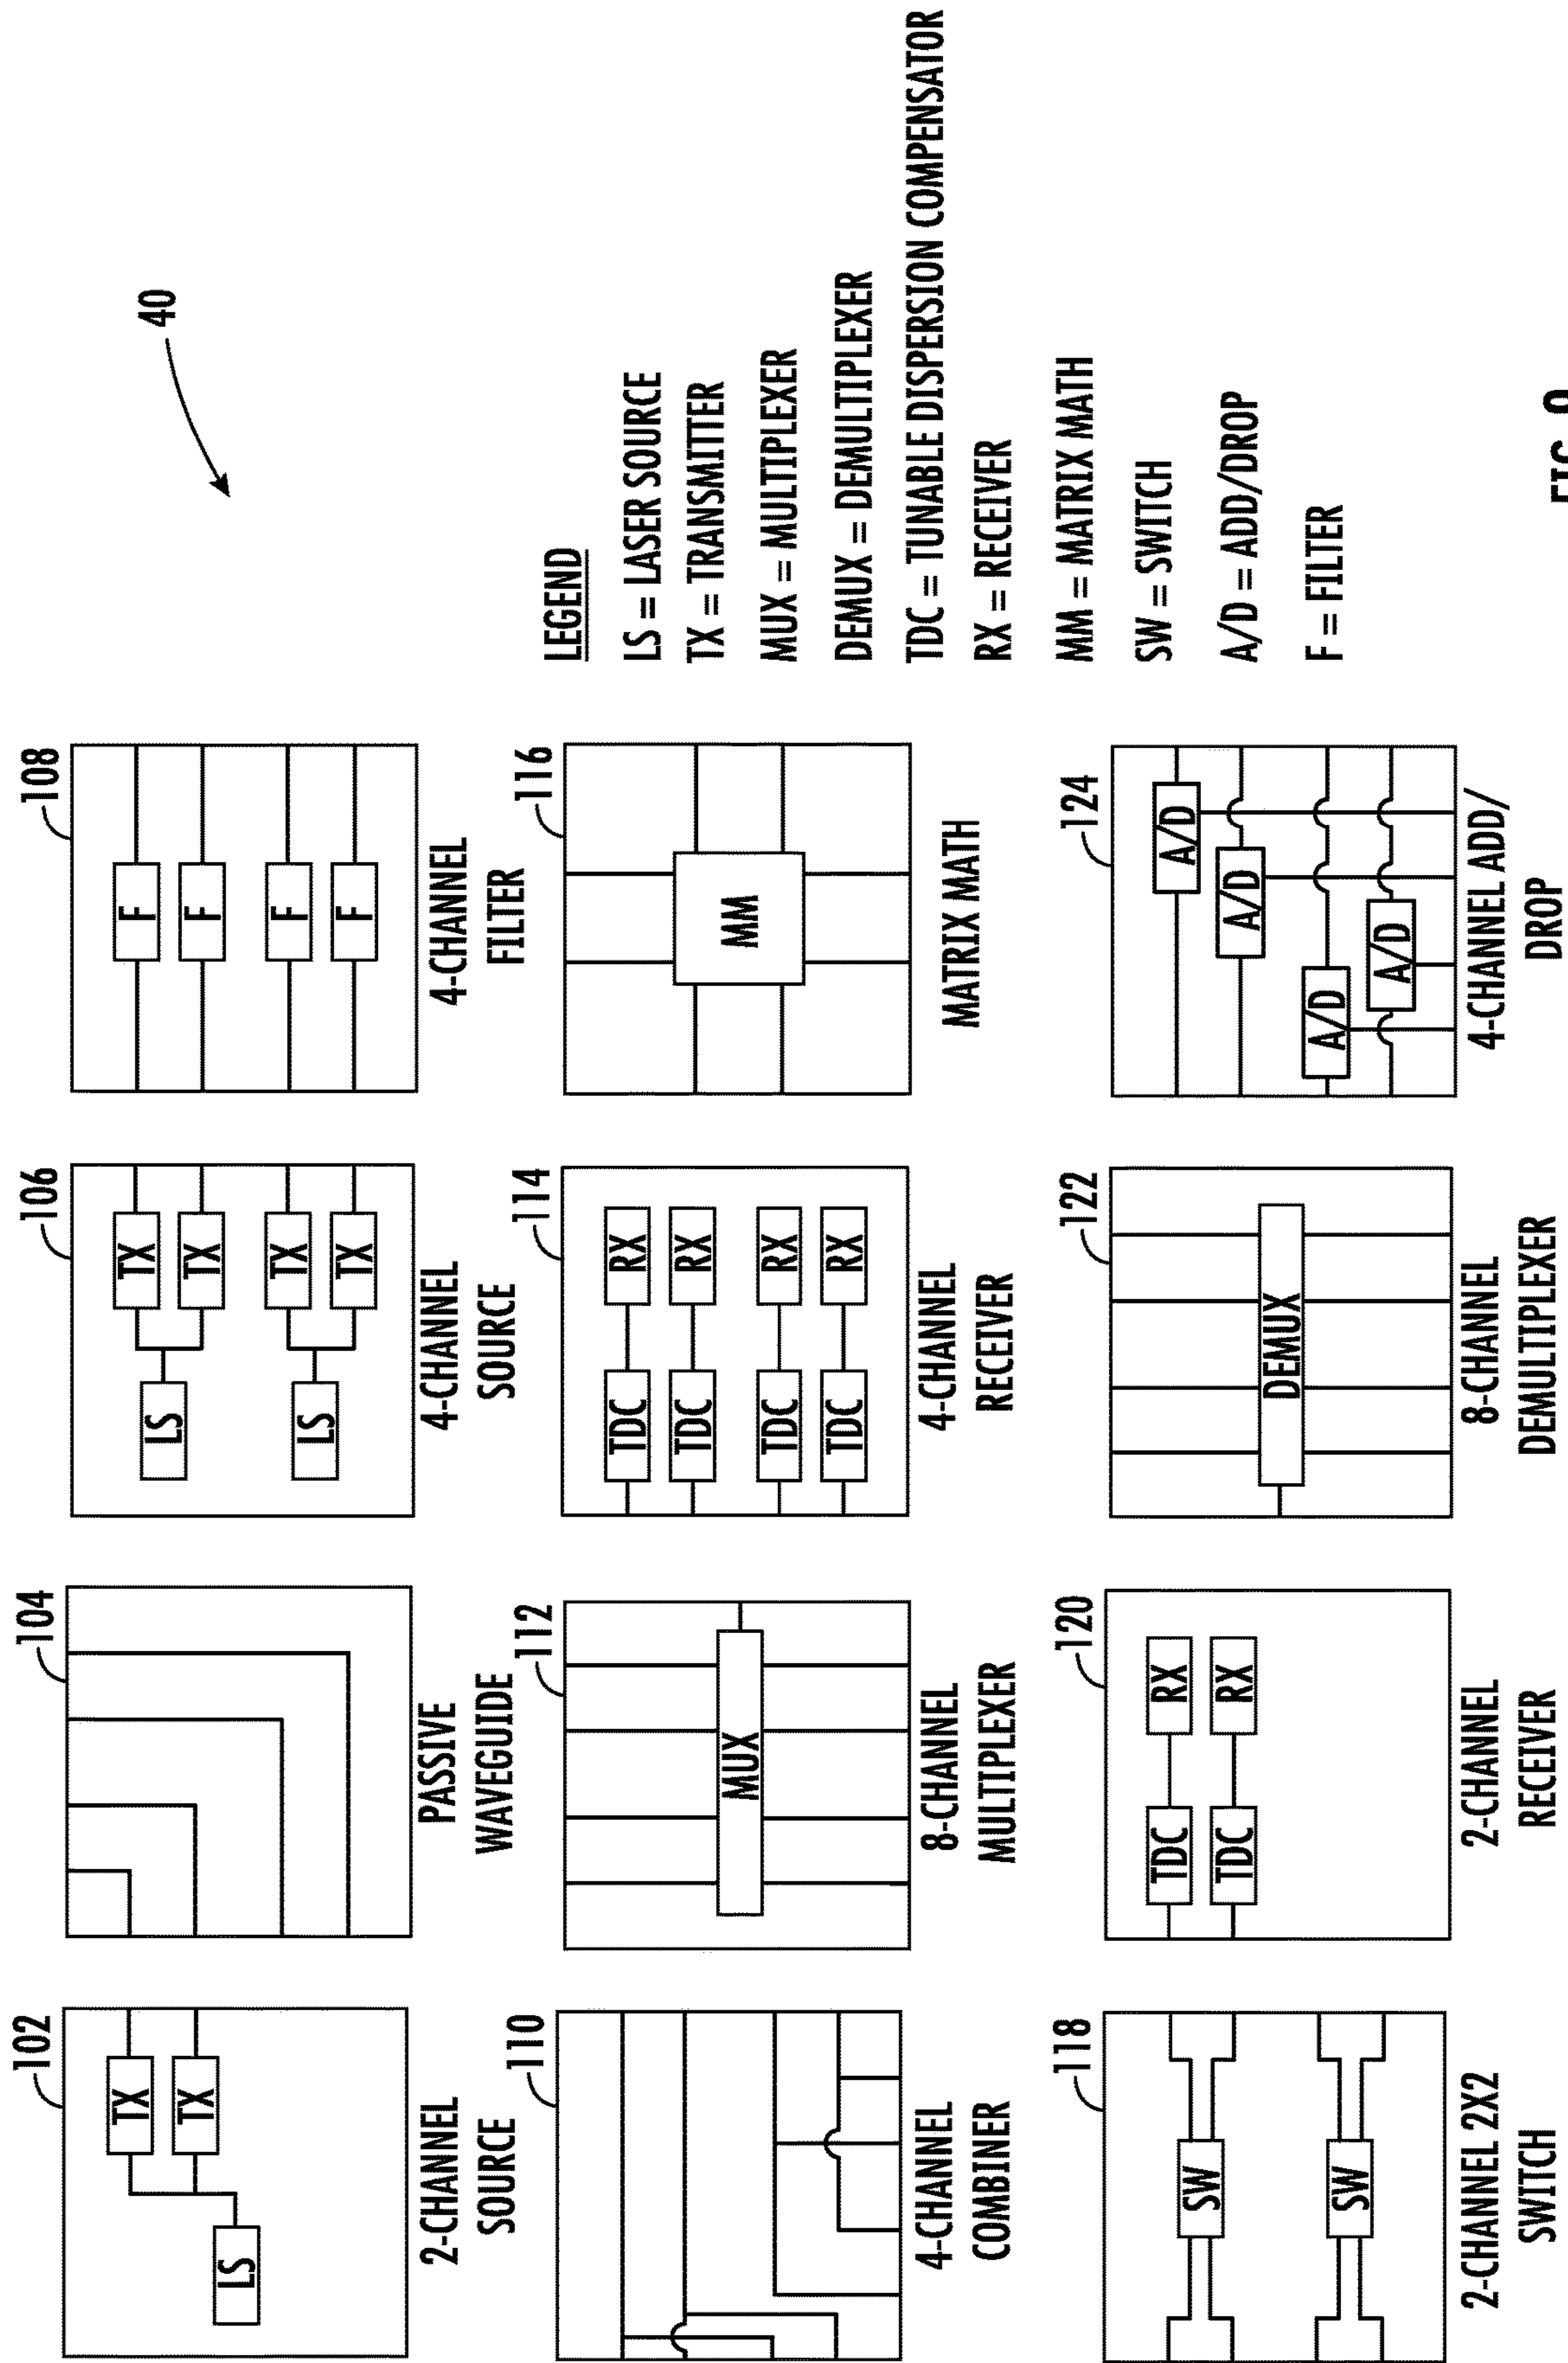 40
102
TX
TX
LS
2-CHANNEL
SOURCE
104
PASSIVE
WAVEGUIDE
106
LS
TX
TX
LS
TX
TX
4-CHANNEL
SOURCE
108
F
F
F
F
4-CHANNEL
FILTER
110
4-CHANNEL
COMBINER
112
MUX
8-CHANNEL
MULTIPLEXER
114
TDC RX
TDC RX
TDC RX
TDC RX
4-CHANNEL
RECEIVER
116
MM
MATRIX MATH
118
SW
SW
2-CHANNEL 2X2
SWITCH
120
TDC RX
TDC RX
2-CHANNEL
RECEIVER
122
DEMUX
8-CHANNEL
DEMULTIPLEXER
124
A/D
A/D
A/D
A/D
4-CHANNEL ADD/
DROP
LEGEND
LS = LASER SOURCE
TX = TRANSMITTER
MUX = MULTIPLEXER
DEMUX = DEMULTIPLEXER
TDC = TUNABLE DISPERSION COMPENSATOR
RX = RECEIVER
MM = MATRIX MATH
SW = SWITCH
A/D = ADD/DROP
F = FILTER
FIG.